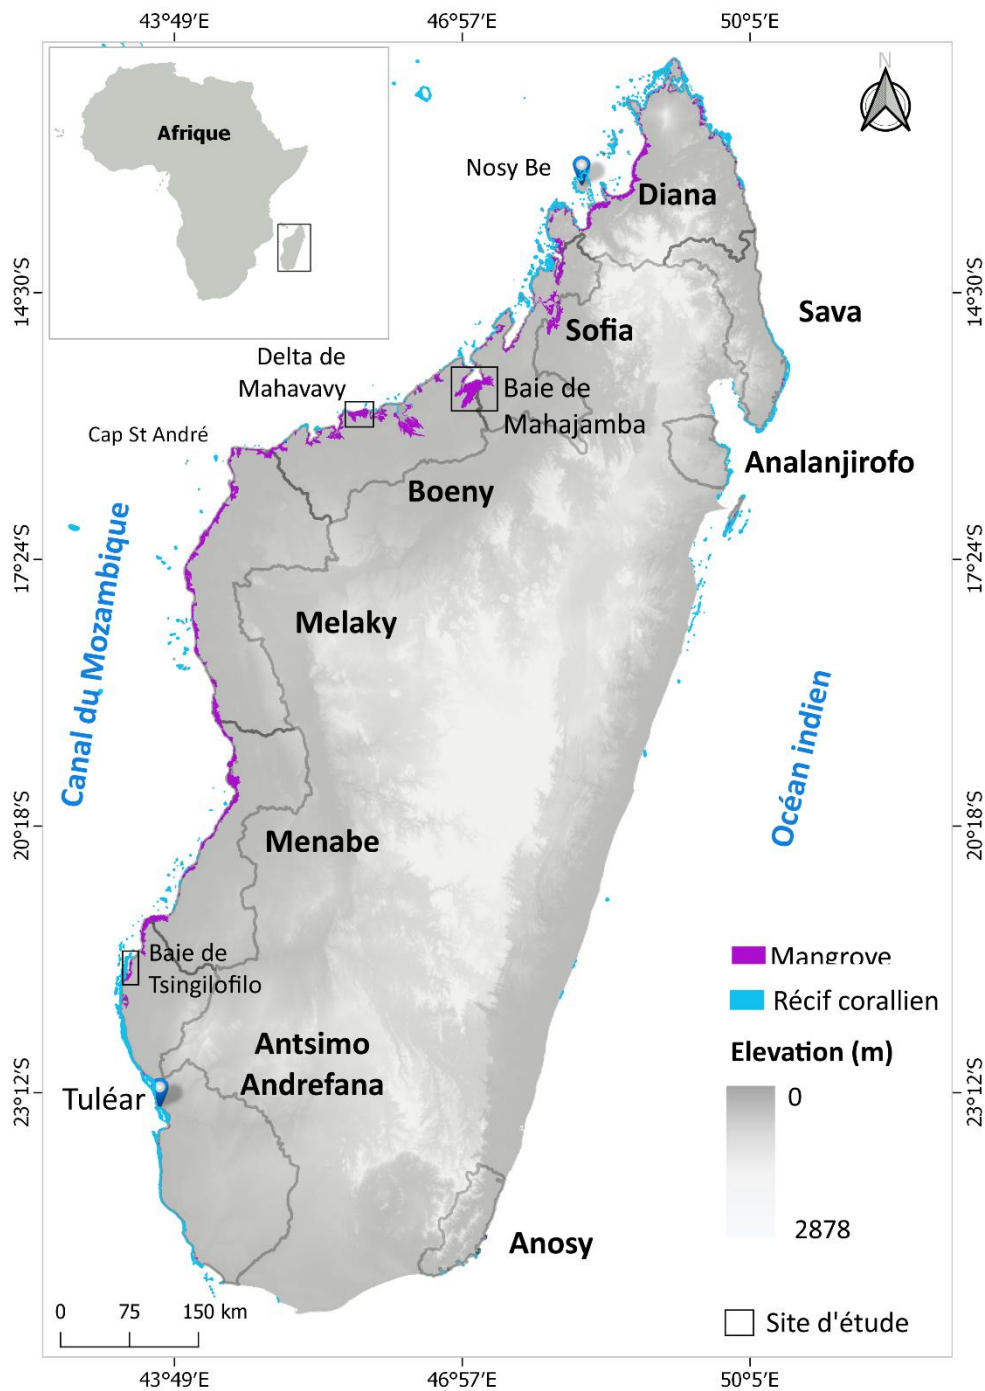 43°49′E 46°57′E 50°5′E
N
Afrique
Nosy Be
Diana
14°30′S 14°30′S
Sava
Sofia
Delta de
Mahavavy
Baie de
Mahajamba
Cap St André
Analanjirofo
Boeny
Canal du Mozambique
17°24′S 17°24′S
Melaky
Océan indien
20°18′S 20°18′S
Menabe
Baie de
Tsingilofilo
Mangrove
Récif corallien
Antsimo
Andrefana
Elevation (m)
0
2878
Tuléar
23°12′S 23°12′S
Anosy
0 75 150 km
Site d'étude
43°49′E 46°57′E 50°5′E